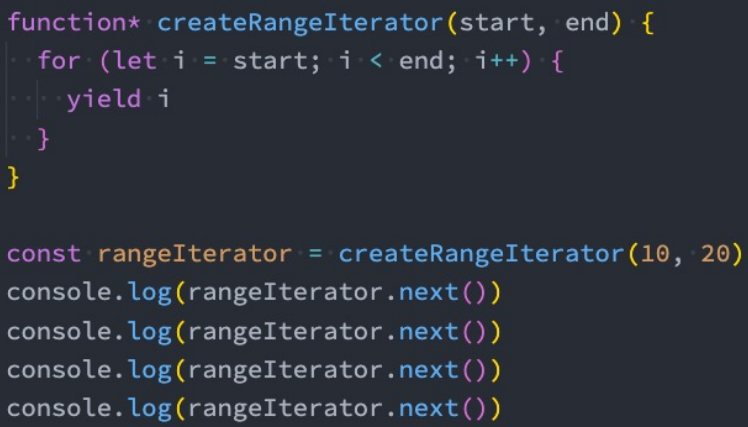 function* createRangeIterator(start, end) {
  for (let i = start; i < end; i++) {
    yield i
  }
}

const rangeIterator = createRangeIterator(10, 20)
console.log(rangeIterator.next())
console.log(rangeIterator.next())
console.log(rangeIterator.next())
console.log(rangeIterator.next())